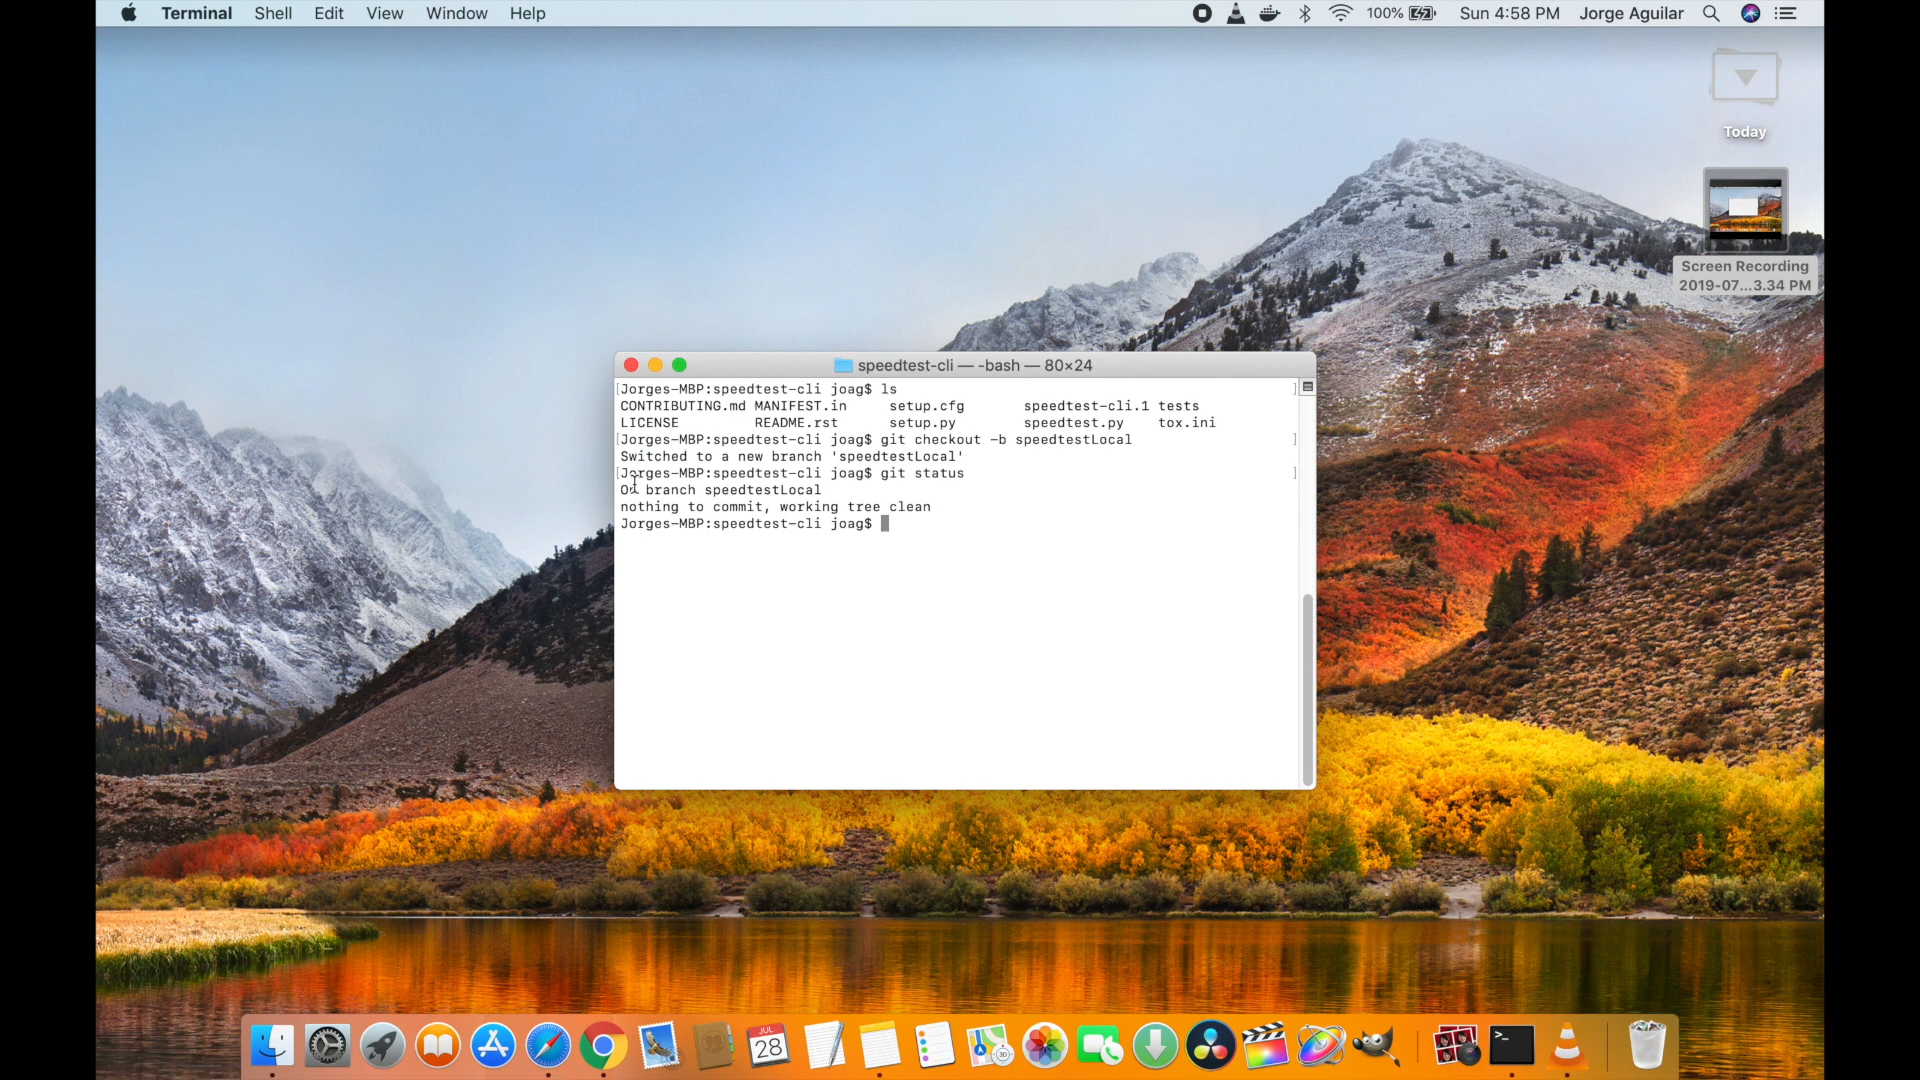 Terminal Shell Edit View Window Help
100% Sun 4:58 PM Jorge Aguilar
Today
Screen Recording
2019-07...3.34 PM
speedtest-cli — -bash — 80×24
[Jorges-MBP:speedtest-cli joag$ ls ]
CONTRIBUTING.md MANIFEST.in setup.cfg speedtest-cli.1 tests
LICENSE README.rst setup.py speedtest.py tox.ini
[Jorges-MBP:speedtest-cli joag$ git checkout -b speedtestLocal ]
Switched to a new branch 'speedtestLocal'
[Jorges-MBP:speedtest-cli joag$ git status ]
On branch speedtestLocal
nothing to commit, working tree clean
Jorges-MBP:speedtest-cli joag$
JUL
28
3D
>_